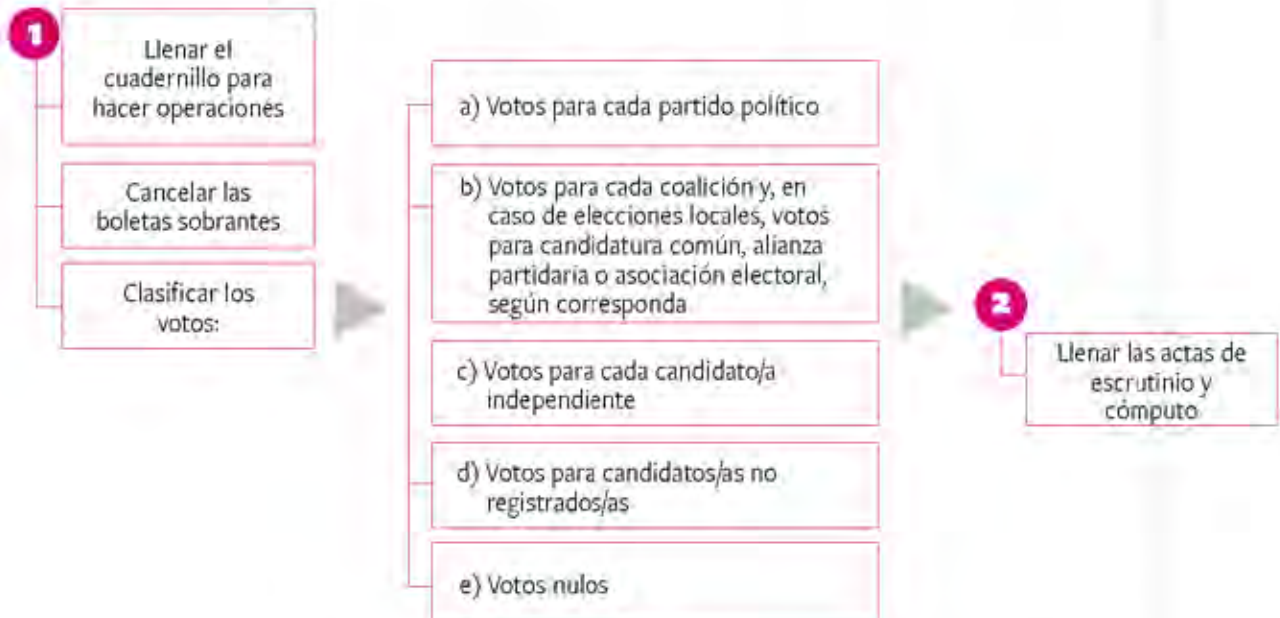 1
Llenar el
cuadernillo para
hacer operaciones
Cancelar las
boletas sobrantes
Clasificar los
votos:
a) Votos para cada partido político
b) Votos para cada coalición y, en
caso de elecciones locales, votos
para candidatura común, alianza
partidaria o asociación electoral,
según corresponda
c) Votos para cada candidato/a
independiente
d) Votos para candidatos/as no
registrados/as
e) Votos nulos
2
Llenar las actas de
escrutinio y
cómputo